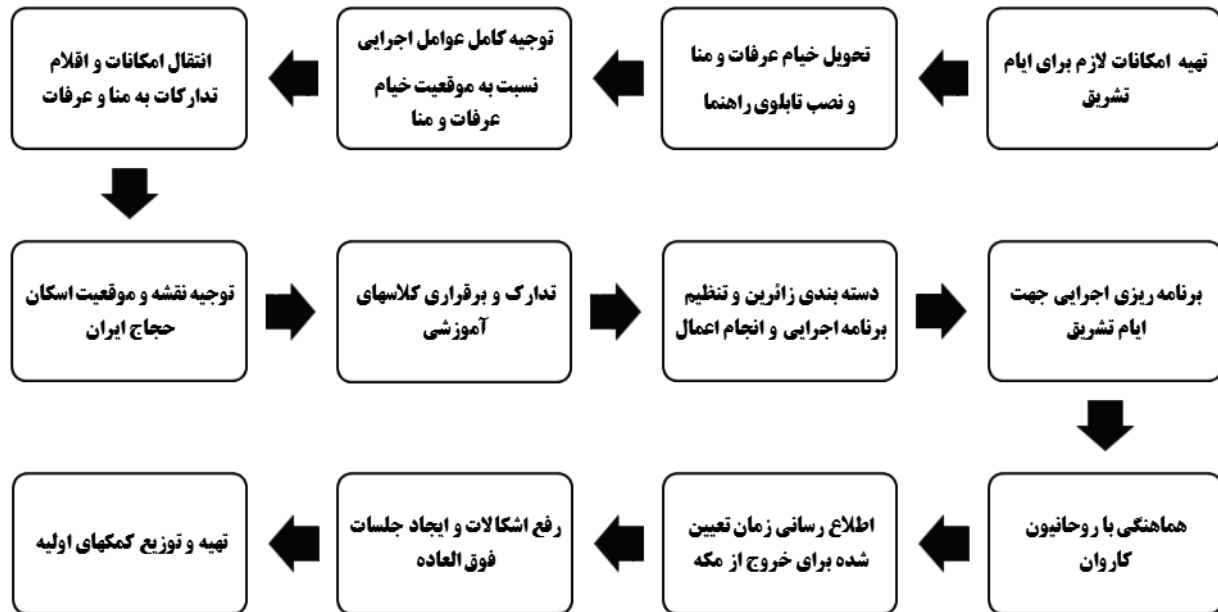 تهیه امکانات لازم برای ایام
تشریق
تحویل خیام عرفات و منا
و نصب تابلوی راهنما
توجیه کامل عوامل اجرایی
نسبت به موقعیت خیام
عرفات و منا
انتقال امکانات و اقلام
تدارکات به منا و عرفات
توجیه نقشه و موقعیت اسکان
حجاج ایران
تدارک و برقراری کلاسهای
آموزشی
دسته بندی زائرین و تنظیم
برنامه اجرایی و انجام اعمال
برنامه ریزی اجرایی جهت
ایام تشریق
هماهنگی با روحانیون
کاروان
اطلاع رسانی زمان تعیین
شده برای خروج از مکه
رفع اشکالات و ایجاد جلسات
فوق العاده
تهیه و توزیع کمکهای اولیه